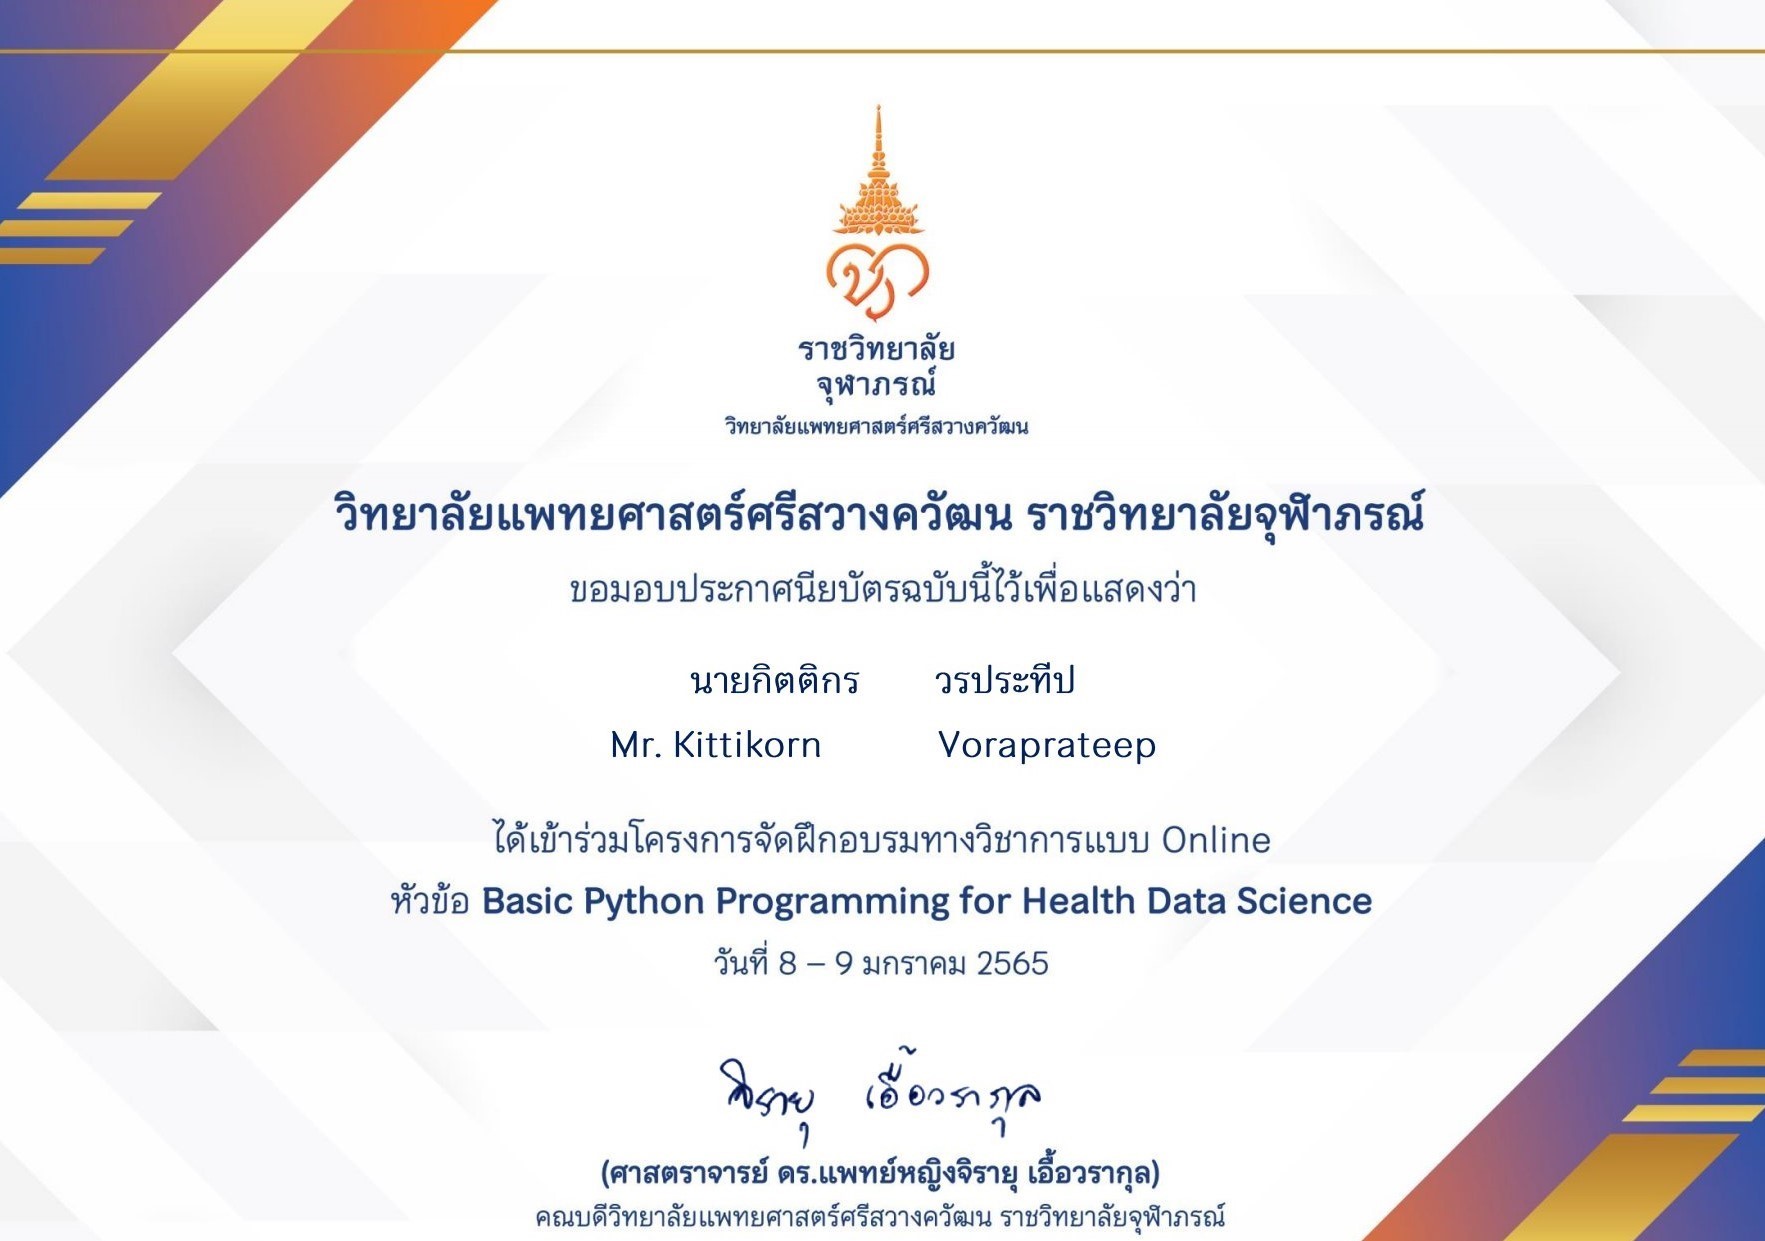 ราชวิทยาลัย
จุฬาภรณ์
วิทยาลัยแพทยศาสตร์ศรีสวางควัฒน
วิทยาลัยแพทยศาสตร์ศรีสวางควัฒน ราชวิทยาลัยจุฬาภรณ์
ขอมอบประกาศนียบัตรฉบับนี้ไว้เพื่อแสดงว่า
นายกิตติกร วรประทีป
Mr. Kittikorn Voraprateep
ได้เข้าร่วมโครงการจัดฝึกอบรมทางวิชาการแบบ Online
หัวข้อ Basic Python Programming for Health Data Science
วันที่ 8 – 9 มกราคม 2565
จิรายุ เอื้อวรากุล
(ศาสตราจารย์ ดร.แพทย์หญิงจิรายุ เอื้อวรากุล)
คณบดีวิทยาลัยแพทยศาสตร์ศรีสวางควัฒน ราชวิทยาลัยจุฬาภรณ์